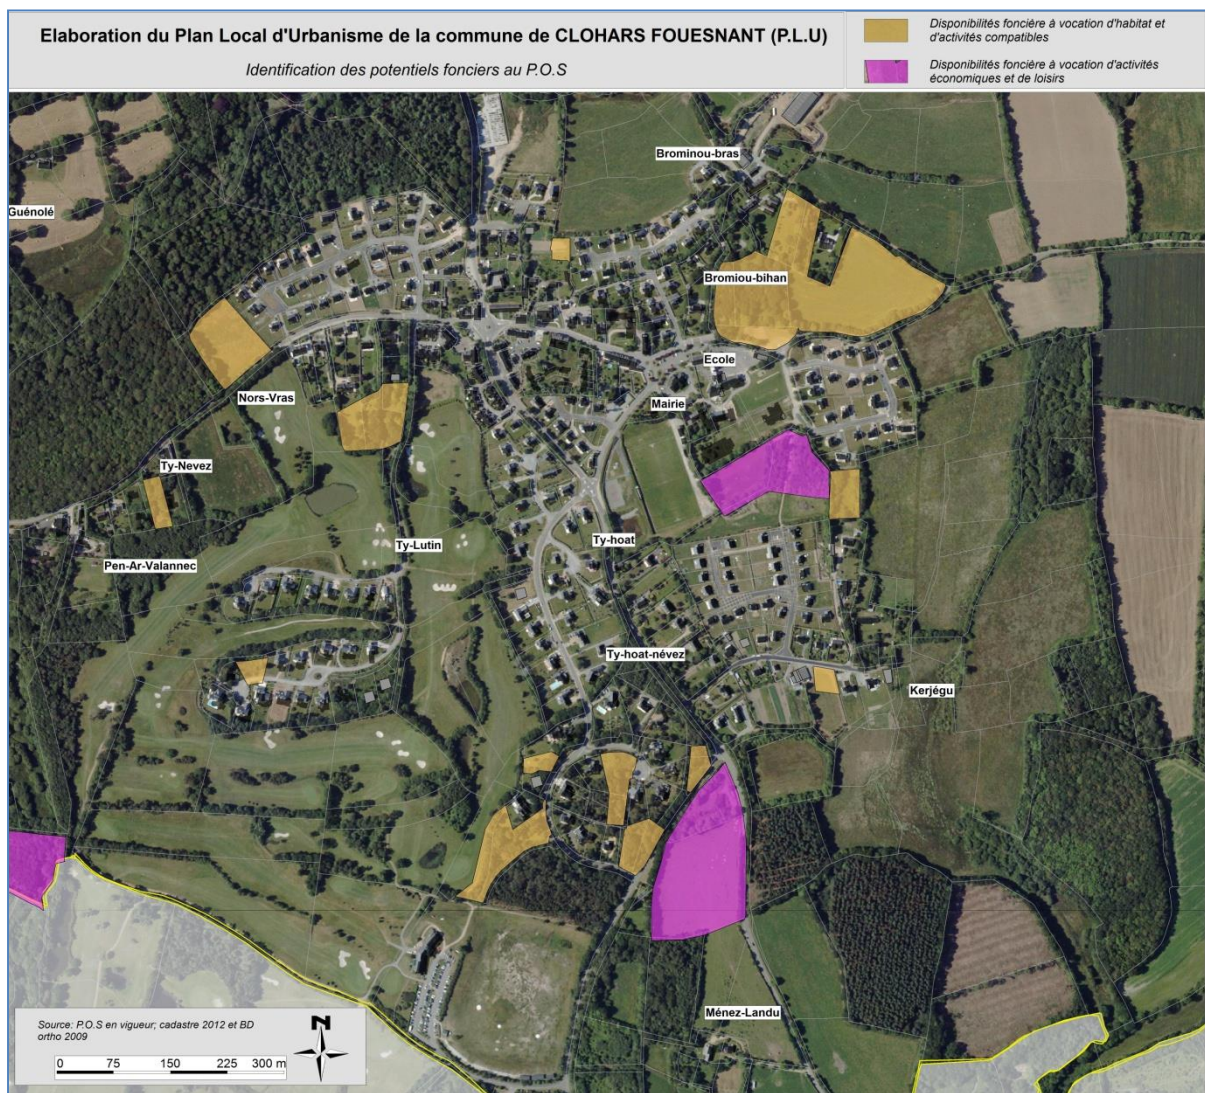 Elaboration du Plan Local d'Urbanisme de la commune de CLOHARS FOUESNANT (P.L.U)
Identification des potentiels fonciers au P.O.S
Disponibilités foncière à vocation d'habitat et
d'activités compatibles
Disponibilités foncière à vocation d'activités
économiques et de loisirs
Brominou-bras
Guénolé
Bromiou-bihan
Ecole
Nors-Vras
Mairie
Ty-Nevez
Ty-hoat
Ty-Lutin
Pen-Ar-Valannec
Ty-hoat-névez
Kerjégu
Ménez-Landu
Source: P.O.S en vigueur; cadastre 2012 et BD
ortho 2009
N
0 75 150 225 300 m